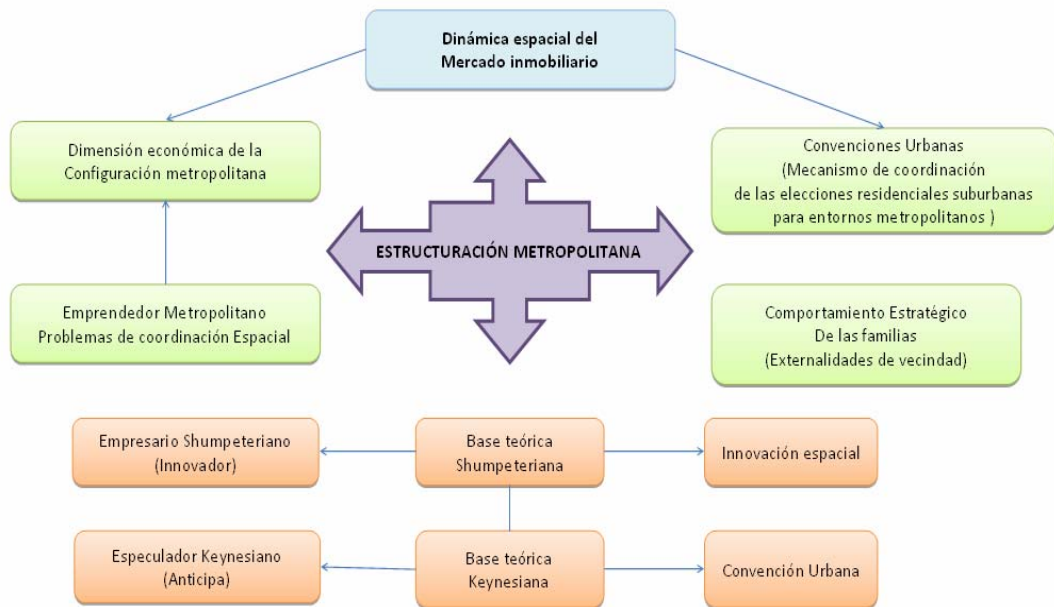 Dinámica espacial del
Mercado inmobiliario
Dimensión económica de la
Configuración metropolitana
Convenciones Urbanas
(Mecanismo de coordinación
de las elecciones residenciales suburbanas
para entornos metropolitanos )
ESTRUCTURACIÓN METROPOLITANA
Emprendedor Metropolitano
Problemas de coordinación Espacial
Comportamiento Estratégico
De las familias
(Externalidades de vecindad)
Empresario Shumpeteriano
(Innovador)
Base teórica
Shumpeteriana
Innovación espacial
Especulador Keynesiano
(Anticipa)
Base teórica
Keynesiana
Convención Urbana